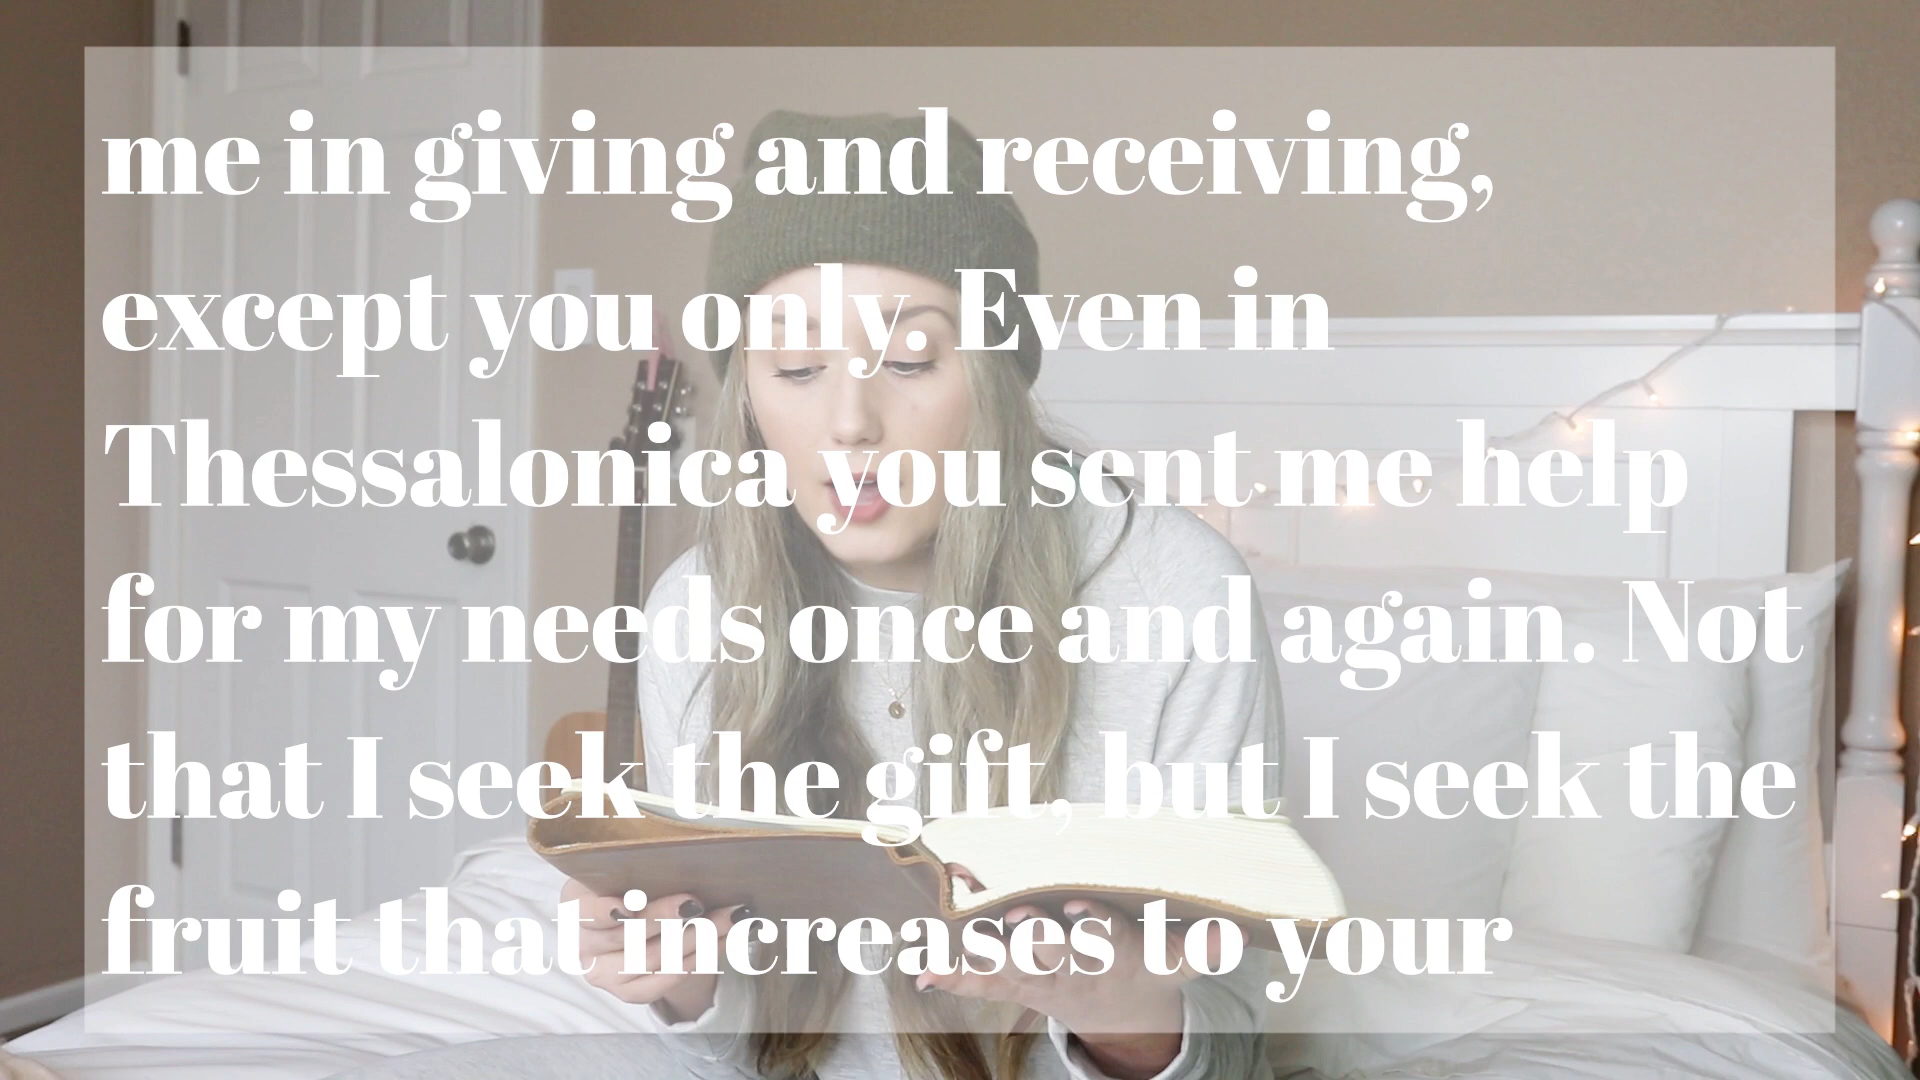 me in giving and receiving,
except you only. Even in
Thessalonica you sent me help
for my needs once and again. Not
that I seek the gift, but I seek the
fruit that increases to your